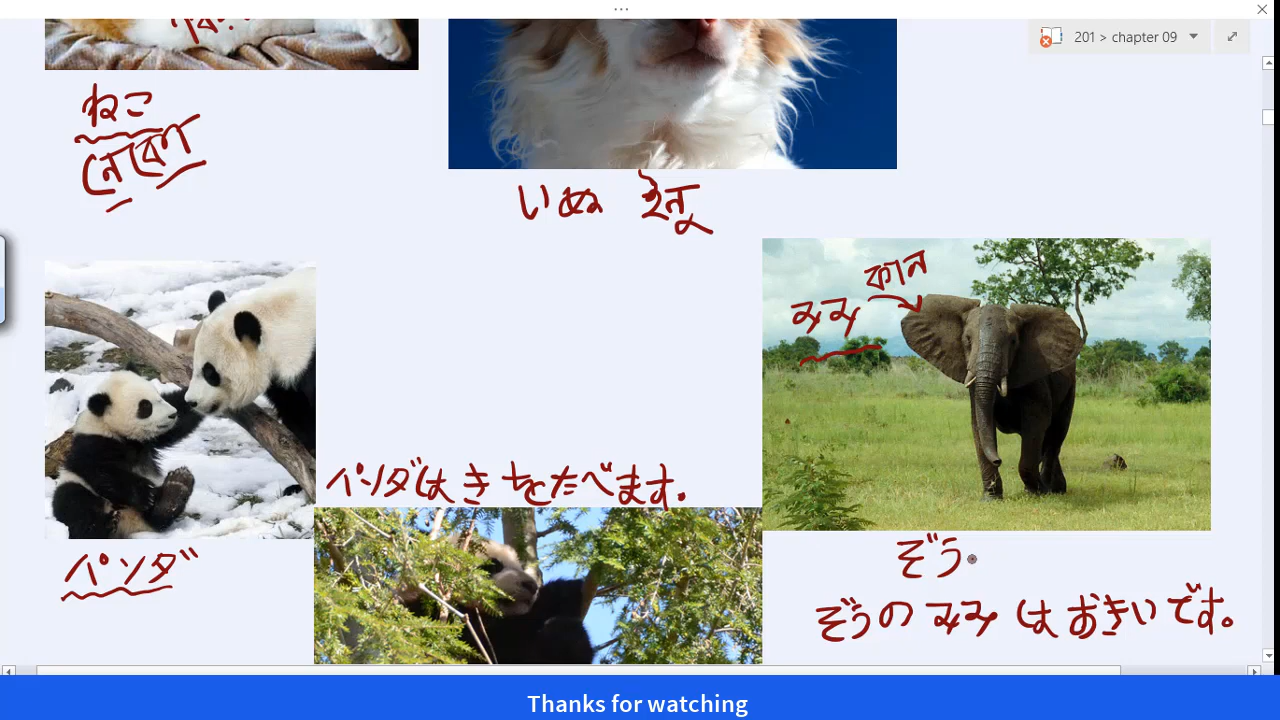 201 > chapter 09
ねこ
নেকো
いぬ ইনু
কান
みみ
パンダはきをたべます。
パンダ
ぞう
ぞうのみみはおきいです。
Thanks for watching